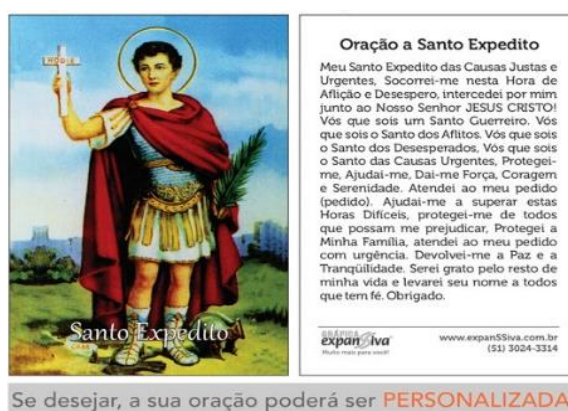 HODIE
Santo Expedito
Oração a Santo Expedito
Meu Santo Expedito das Causas Justas e
Urgentes, Socorrei-me nesta Hora de
Aflição e Desespero, intercedei por mim
junto ao Nosso Senhor JESUS CRISTO!
Vós que sois um Santo Guerreiro. Vós
que sois o Santo dos Aflitos. Vós que sois
o Santo dos Desesperados, Vós que sois
o Santo das Causas Urgentes, Protegei-
me, Ajudai-me, Dai-me Força, Coragem
e Serenidade. Atendei ao meu pedido
(pedido). Ajudai-me a superar estas
Horas Difíceis, protegei-me de todos
que possam me prejudicar, Protegei a
Minha Família, atendei ao meu pedido
com urgência. Devolvei-me a Paz e a
Tranqüilidade. Serei grato pelo resto de
minha vida e levarei seu nome a todos
que tem fé. Obrigado.
GRÁFICA
expanSSiva
Muito mais para você!
www.expanSSiva.com.br
(51) 3024-3314
Se desejar, a sua oração poderá ser PERSONALIZADA